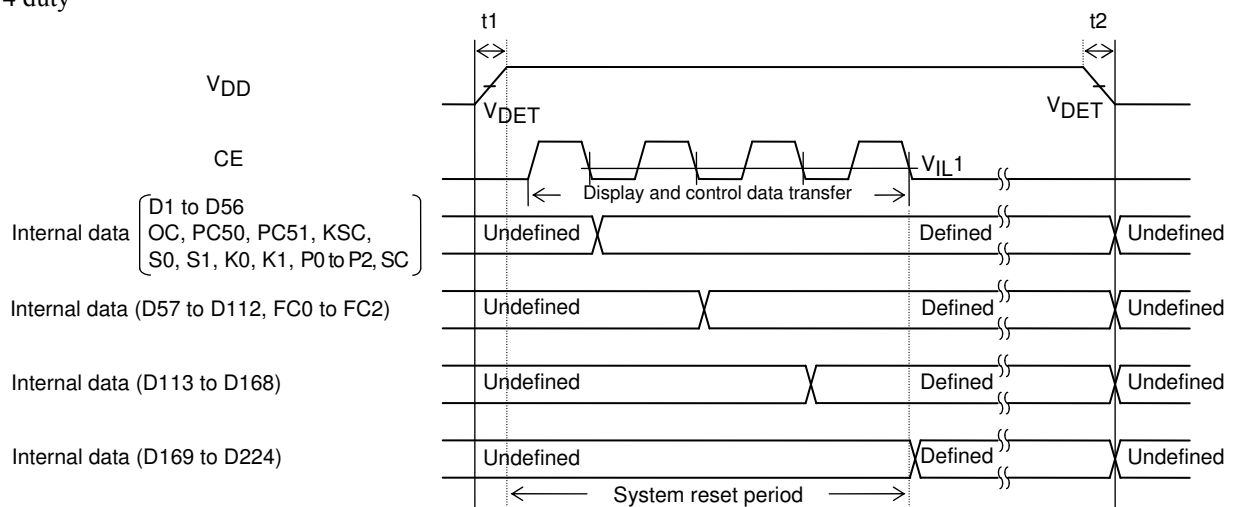 4 duty
t1
t2
VDD
VDET
VDET
CE
VIL1
Display and control data transfer
Internal data
D1 to D56
OC, PC50, PC51, KSC,
S0, S1, K0, K1, P0 to P2, SC
Undefined
Defined
Undefined
Internal data (D57 to D112, FC0 to FC2)
Undefined
Defined
Undefined
Internal data (D113 to D168)
Undefined
Defined
Undefined
Internal data (D169 to D224)
Undefined
Defined
Undefined
System reset period